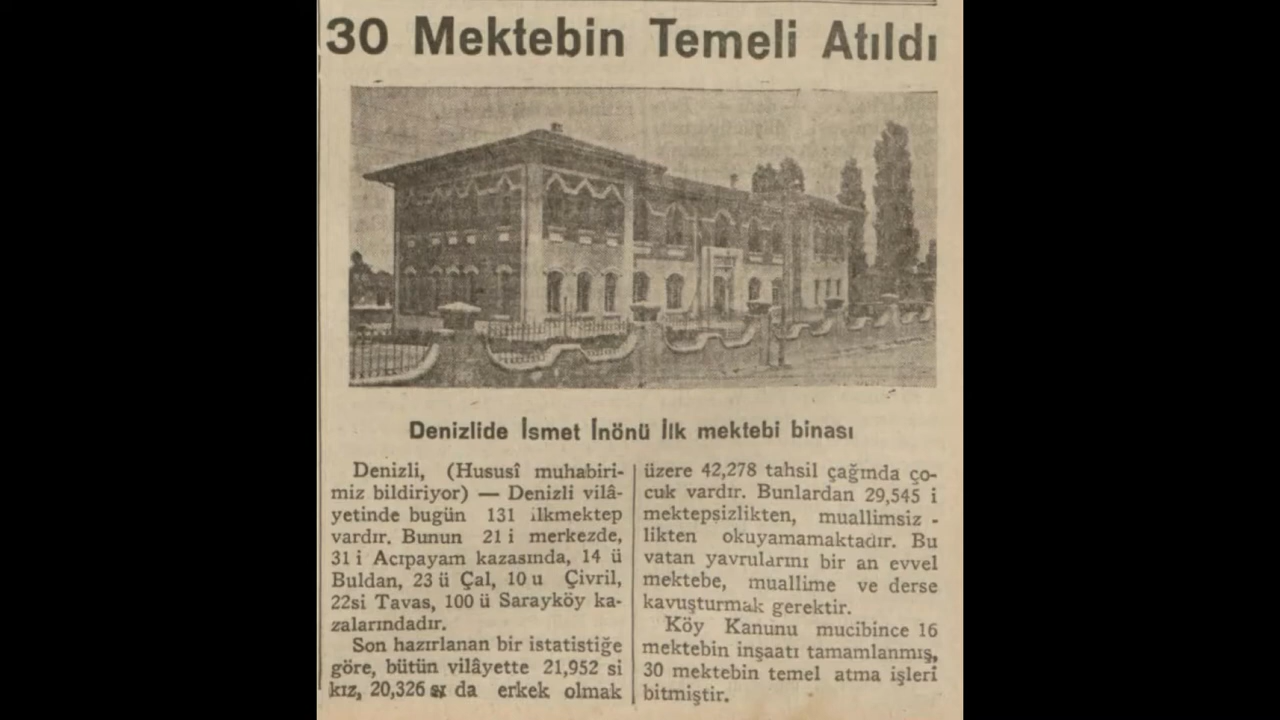 30 Mektebin Temeli Atıldı
Denizlide İsmet İnönü İlk mektebi binası
Denizli, (Hususî muhabiri-
miz bildiriyor) — Denizli vilâ-
yetinde bugün 131 ilkmektep
vardır. Bunun 21 i merkezde,
31 i Acıpayam kazasında, 14 ü
Buldan, 23 ü Çal, 10 u Çivril,
22si Tavas, 100 ü Sarayköy ka-
zalarındadır.
Son hazırlanan bir istatistiğe
göre, bütün vilâyette 21,952 si
kız, 20,326 sı da erkek olmak
üzere 42,278 tahsil çağında ço-
cuk vardır. Bunlardan 29,545 i
mektepsizlikten, muallimsiz -
likten okuyamamaktadır. Bu
vatan yavrularını bir an evvel
mektebe, muallime ve derse
kavuşturmak gerektir.
Köy Kanunu mucibince 16
mektebin inşaatı tamamlanmış,
30 mektebin temel atma işleri
bitmiştir.